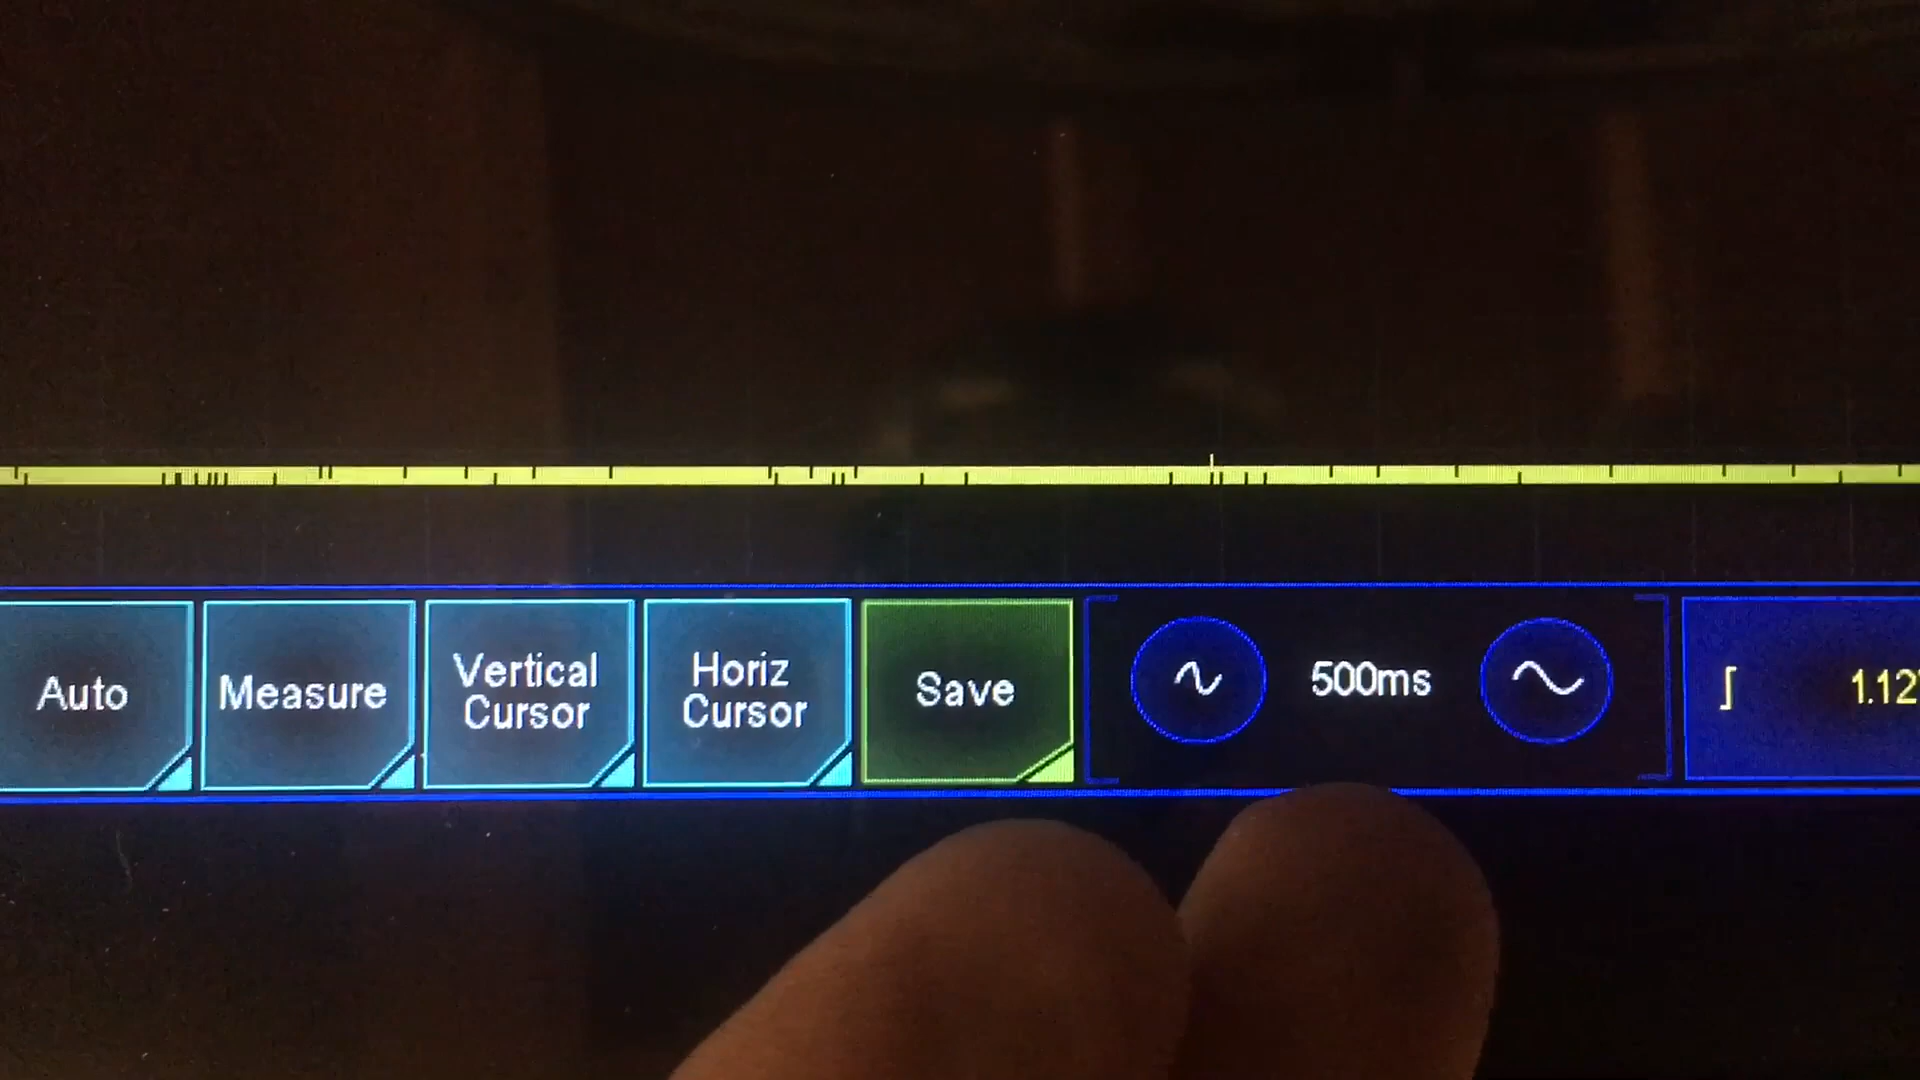 Auto
Measure
Vertical
Cursor
Horiz
Cursor
Save
500ms
1.12